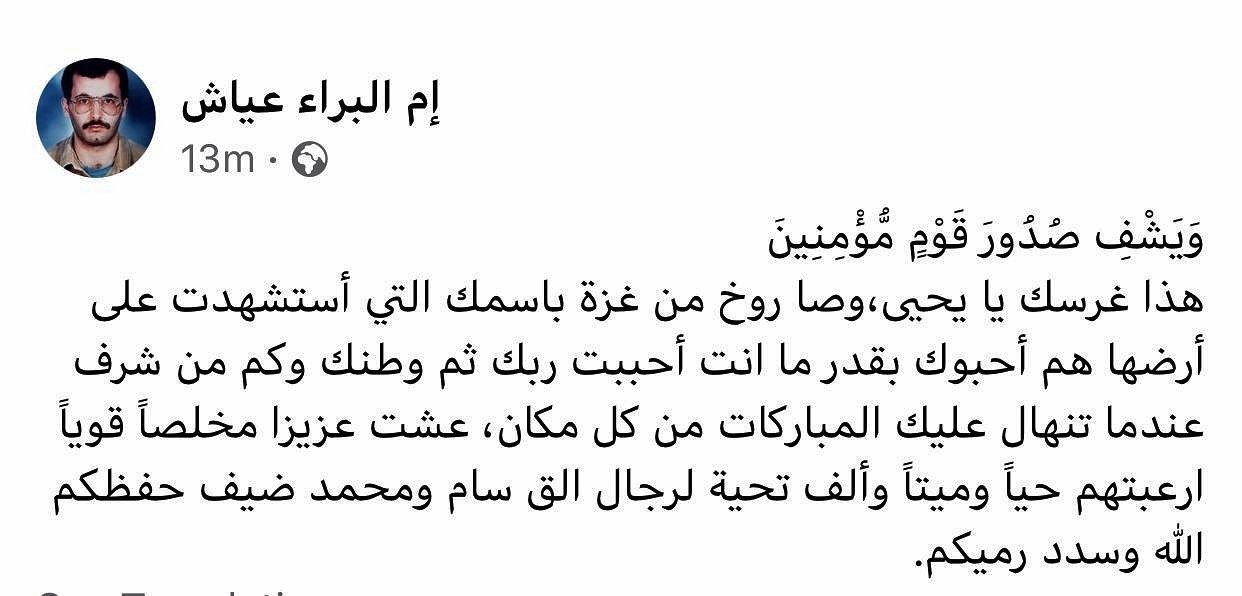 إم البراء عياش
13m ·
وَيَشْفِ صُدُورَ قَوْمٍ مُّؤْمِنِينَ
هذا غرسك يا يحيى،وصا روخ من غزة باسمك التي أستشهدت على
أرضها هم أحبوك بقدر ما انت أحببت ربك ثم وطنك وكم من شرف
عندما تنهال عليك المباركات من كل مكان، عشت عزيزا مخلصاً قوياً
ارعبتهم حياً وميتاً وألف تحية لرجال الق سام ومحمد ضيف حفظكم
الله وسدد رميكم.